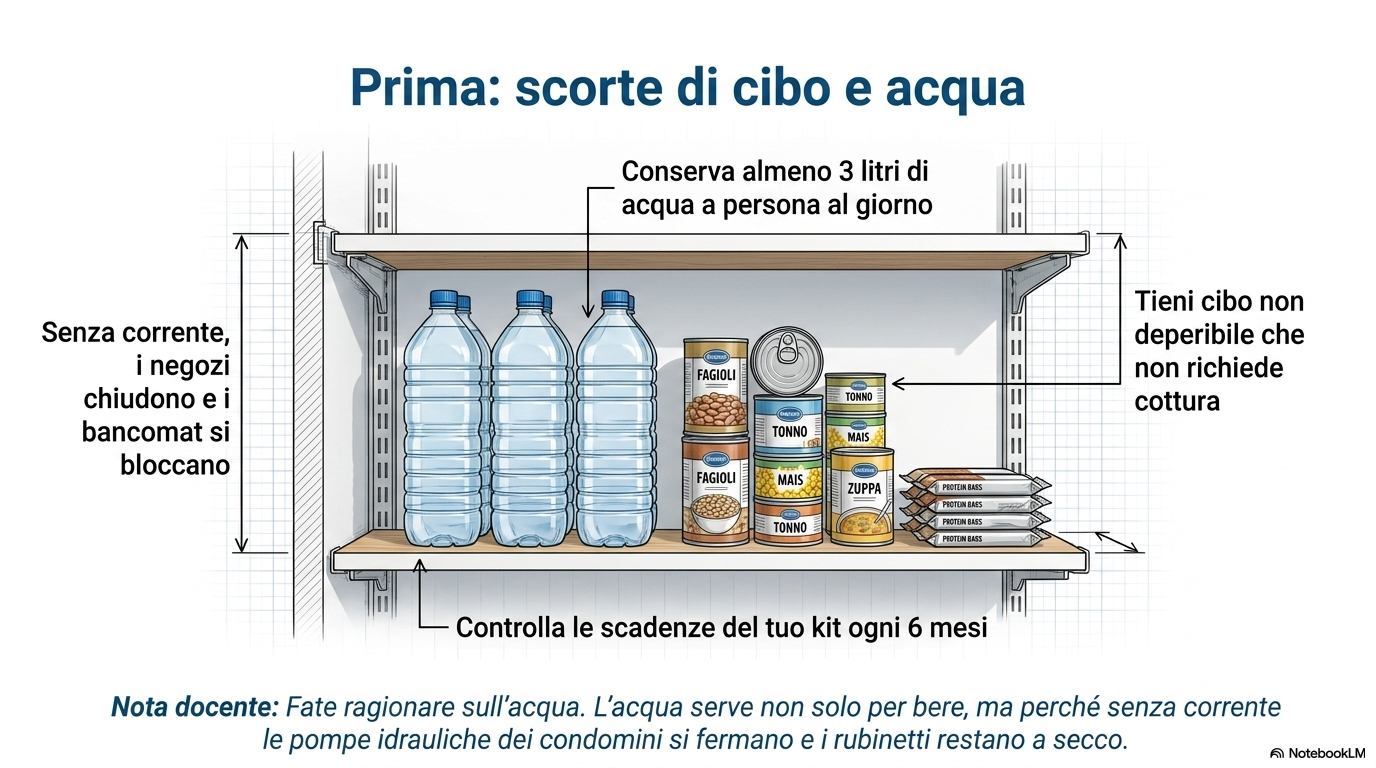 Prima: scorte di cibo e acqua
Conserva almeno 3 litri di
acqua a persona al giorno
Senza corrente,
i negozi
chiudono e i
bancomat si
bloccano
Tieni cibo non
deperibile che
non richiede
cottura
FAGIOLI
TONNO
TONNO
MAIS
FAGIOLI
MAIS
ZUPPA
TONNO
PROTEIN BASS
PROTEIN BASS
PROTEIN BASS
PROTEIN BASS
Controlla le scadenze del tuo kit ogni 6 mesi
Nota docente: Fate ragionare sull'acqua. L'acqua serve non solo per bere, ma perché senza corrente
le pompe idrauliche dei condomini si fermano e i rubinetti restano a secco.
NotebookLM